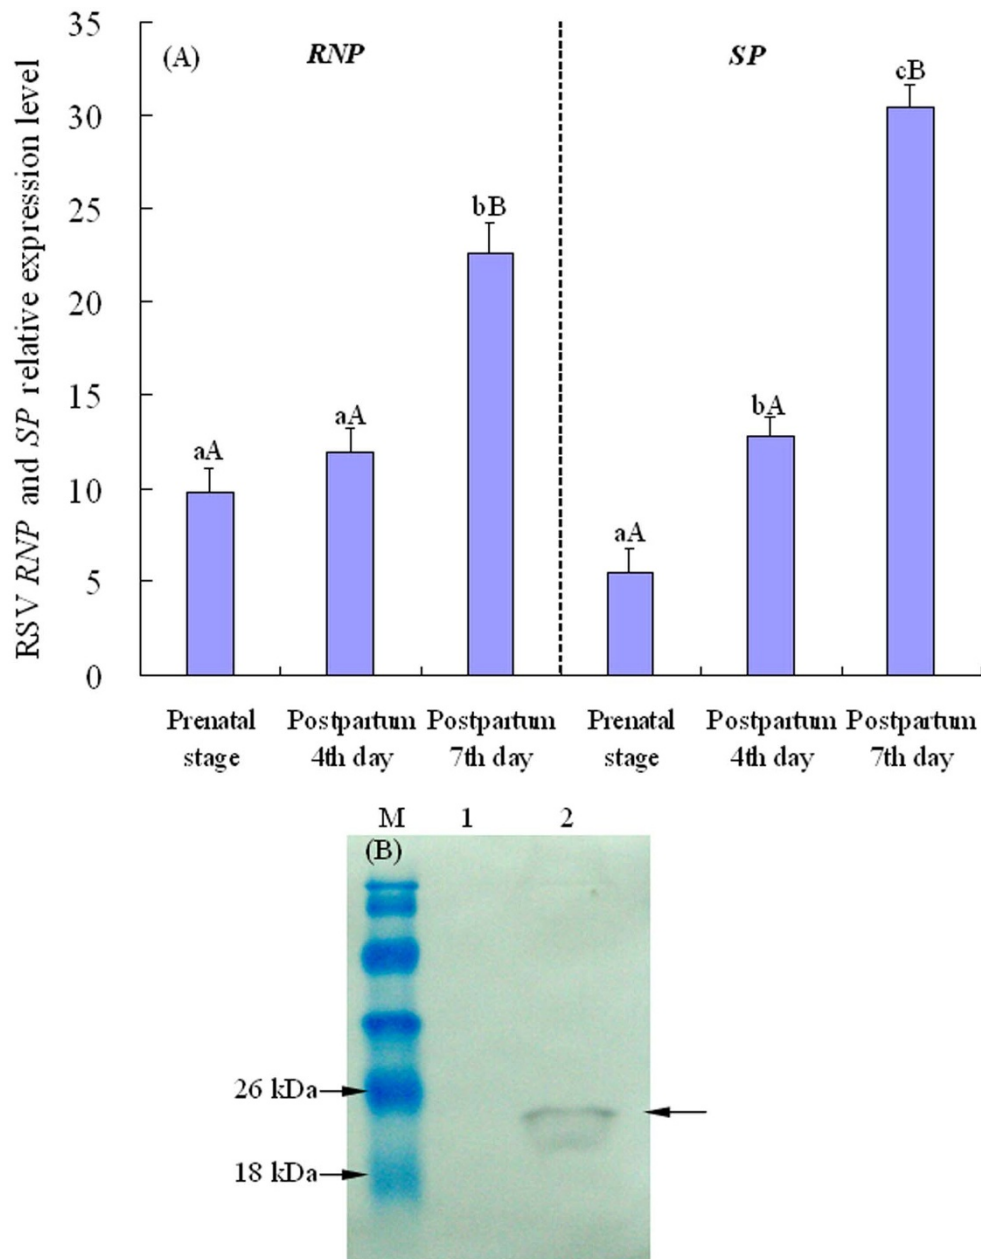 RSV RNP and SP relative expression level
35
30
25
20
15
10
5
0
(A)
RNP
SP
aA
aA
bB
aA
bA
cB
Prenatal stage
Postpartum 4th day
Postpartum 7th day
Prenatal stage
Postpartum 4th day
Postpartum 7th day
M 1 2
(B)
26 kDa
18 kDa